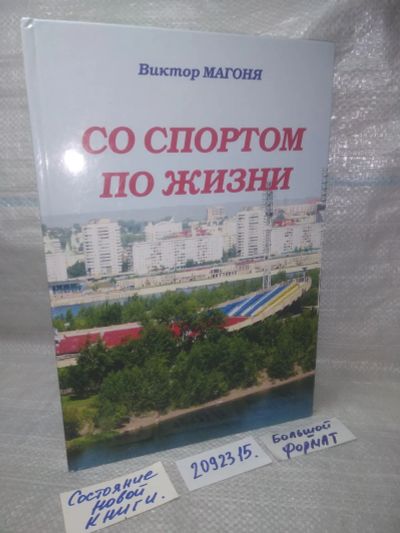 Виктор МАГОНЯ
СО СПОРТОМ
ПО ЖИЗНИ
Состояние
новой
книги.
2092315.
Большой
формат